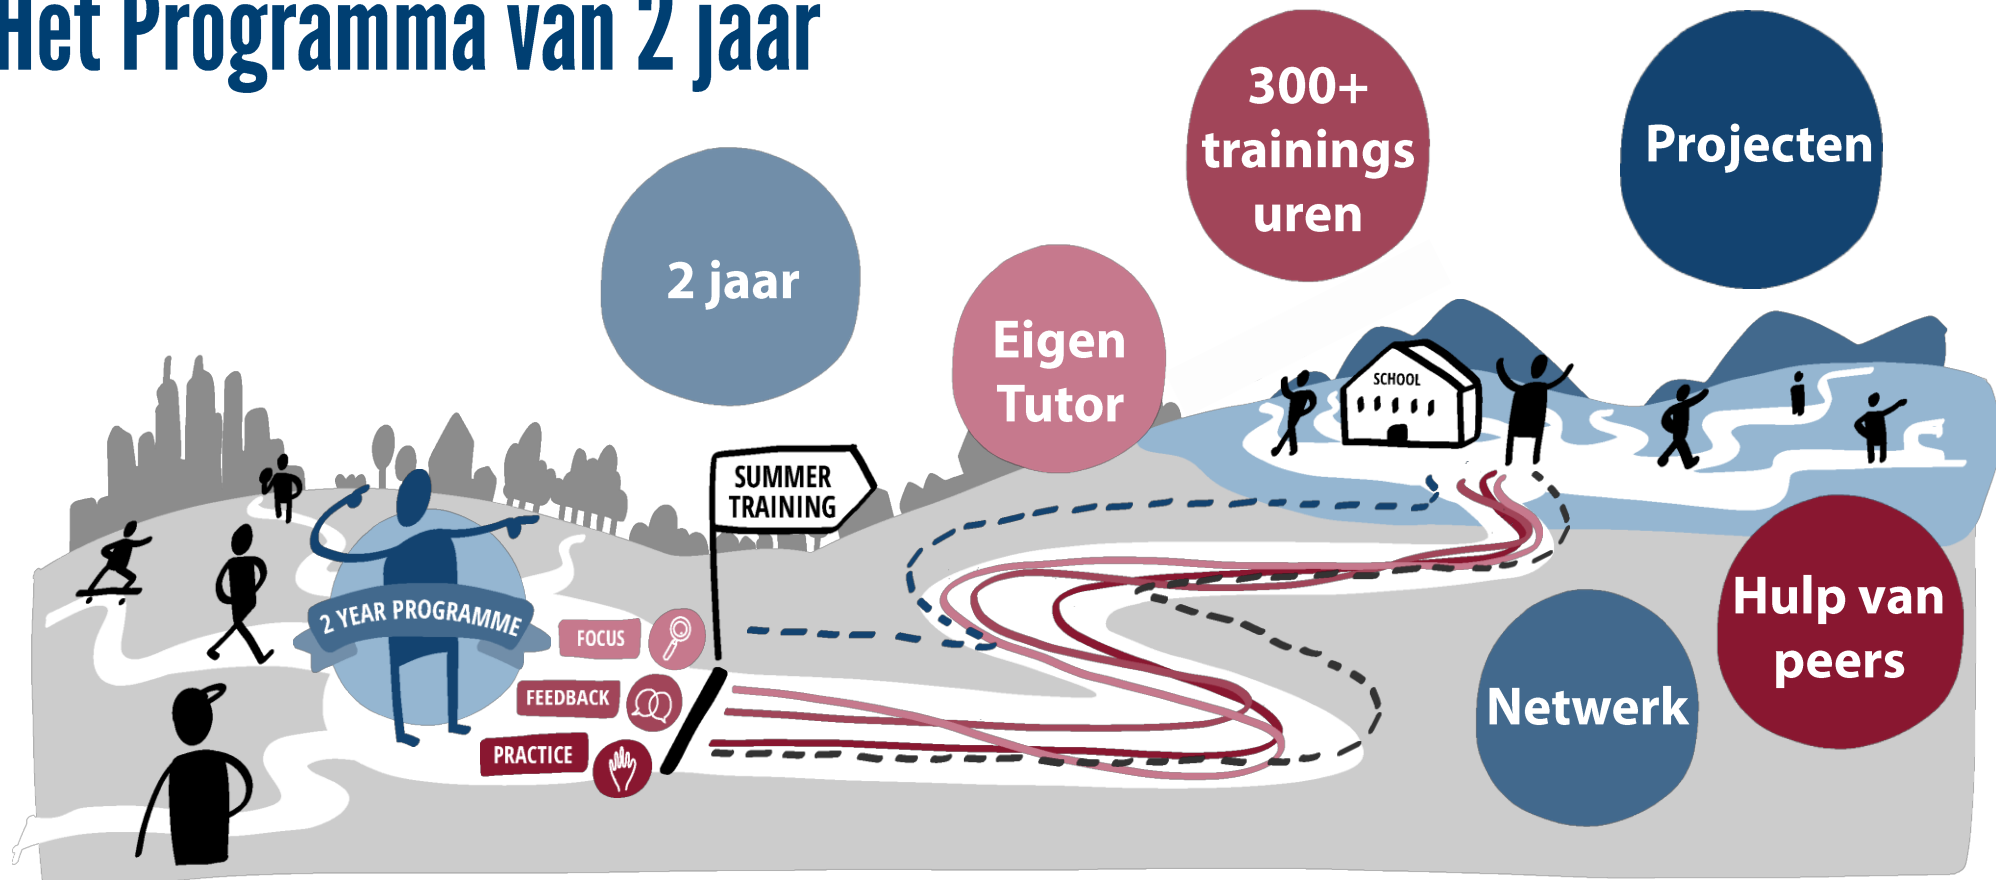 Het Programma van 2 jaar
300+
trainings
uren
Projecten
2 jaar
Eigen
Tutor
SCHOOL
SUMMER
TRAINING
2 YEAR PROGRAMME
FOCUS
FEEDBACK
PRACTICE
Hulp van
peers
Netwerk